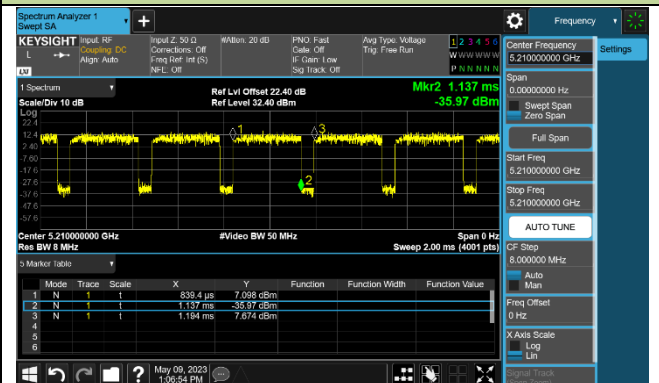 Spectrum Analyzer 1
Swept SA
Frequency
KEYSIGHT
L
Input: RF
Coupling: DC
Align: Auto
Input Z: 50 Ω
Corrections: Off
Freq Ref: Int (S)
NFE: Off
#Atten: 20 dB
PNO: Fast
Gate: Off
IF Gain: Low
Sig Track: Off
Avg Type: Voltage
Trig: Free Run
1 2 3 4 5 6
W W W W W W
P N N N N N
LXI
1 Spectrum
Scale/Div 10 dB
Ref Lvl Offset 22.40 dB
Ref Level 32.40 dBm
Mkr2 1.137 ms
-35.97 dBm
Log
22.4
12.4
2.40
-7.60
-17.6
-27.6
-37.6
-47.6
-57.6
1
3
2
Center 5.210000000 GHz
Res BW 8 MHz
#Video BW 50 MHz
Span 0 Hz
Sweep 2.00 ms (4001 pts)
5 Marker Table
Mode Trace Scale X Y Function Function Width Function Value
1 N 1 t 839.4 µs 7.098 dBm
2 N 1 t 1.137 ms -35.97 dBm
3 N 1 t 1.194 ms 7.674 dBm
4
5
6
May 09, 2023
1:06:54 PM
Center Frequency
5.210000000 GHz
Settings
Span
0.00000000 Hz
Swept Span
Zero Span
Full Span
Start Freq
5.210000000 GHz
Stop Freq
5.210000000 GHz
AUTO TUNE
CF Step
8.000000 MHz
Auto
Man
Freq Offset
0 Hz
X Axis Scale
Log
Lin
Signal Track